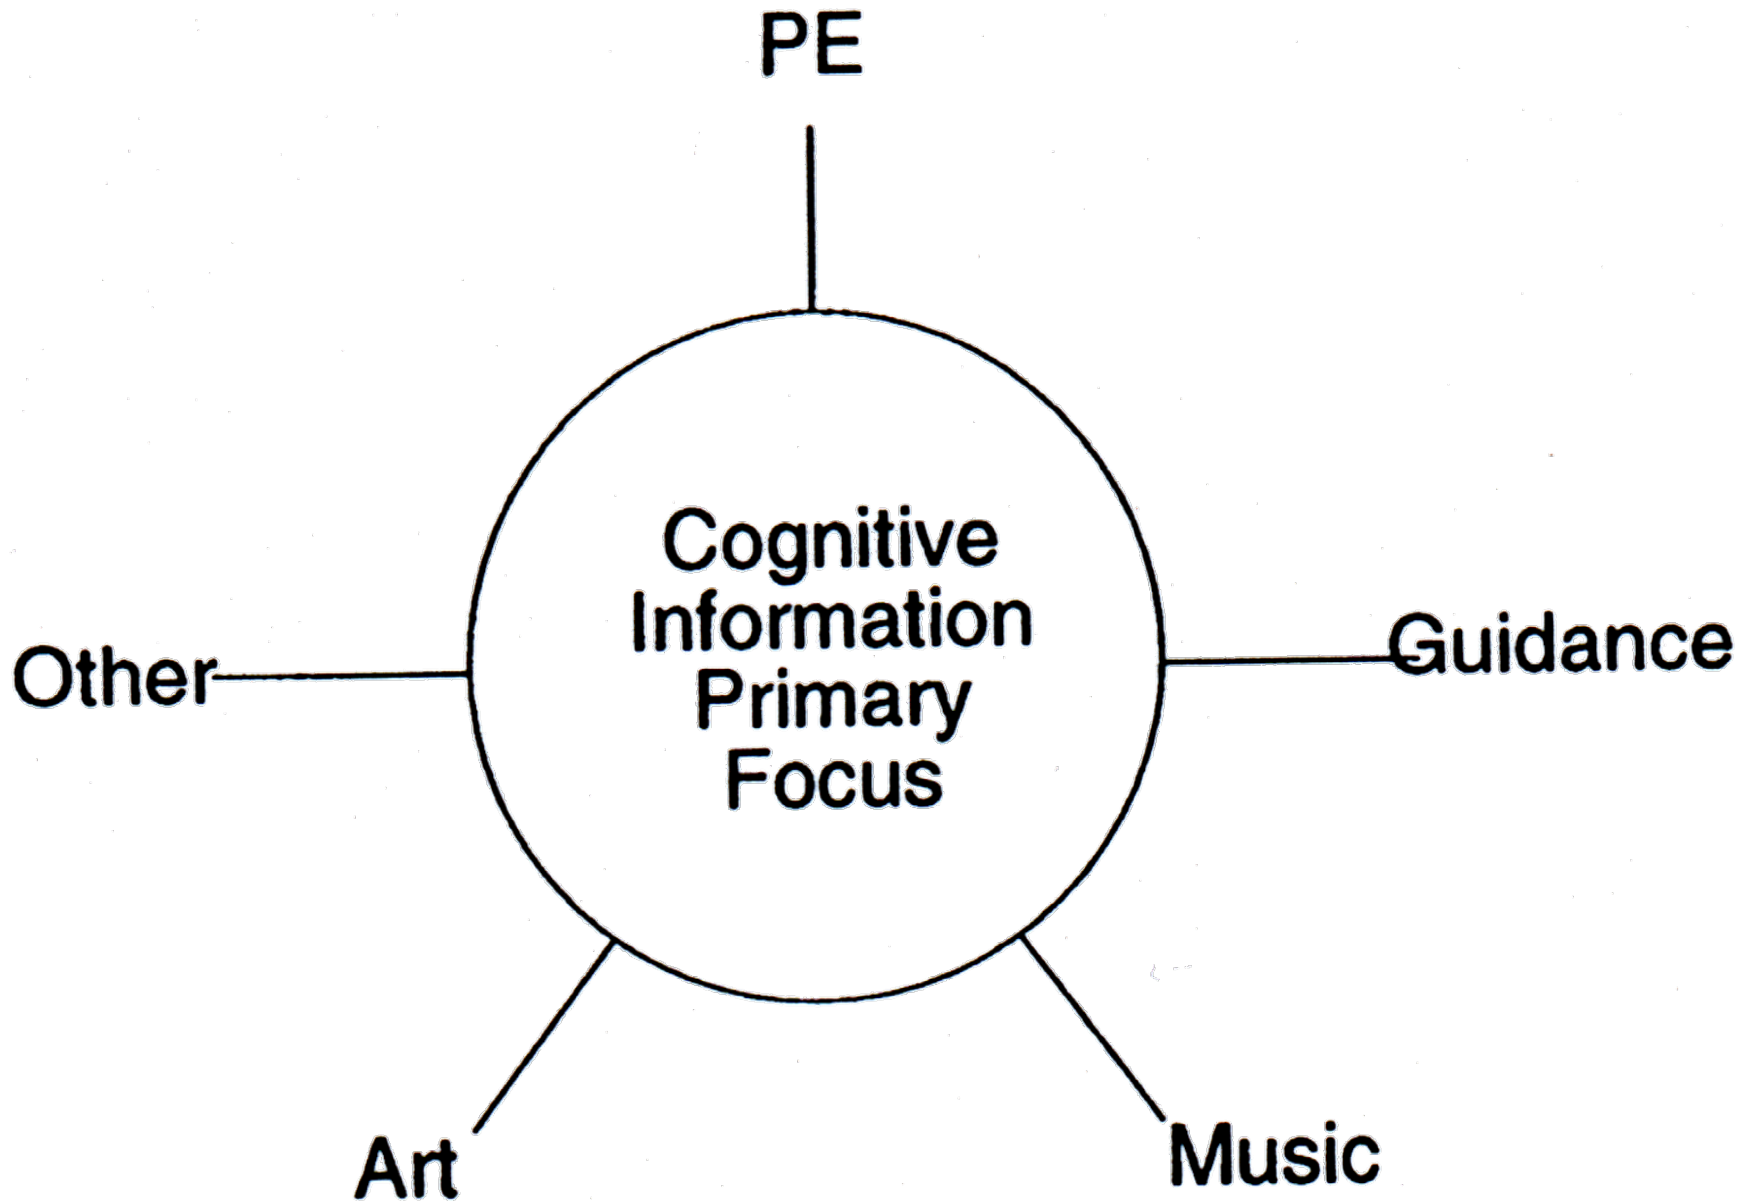 PE
Cognitive
Information
Primary
Focus
Other
Guidance
Art
Music